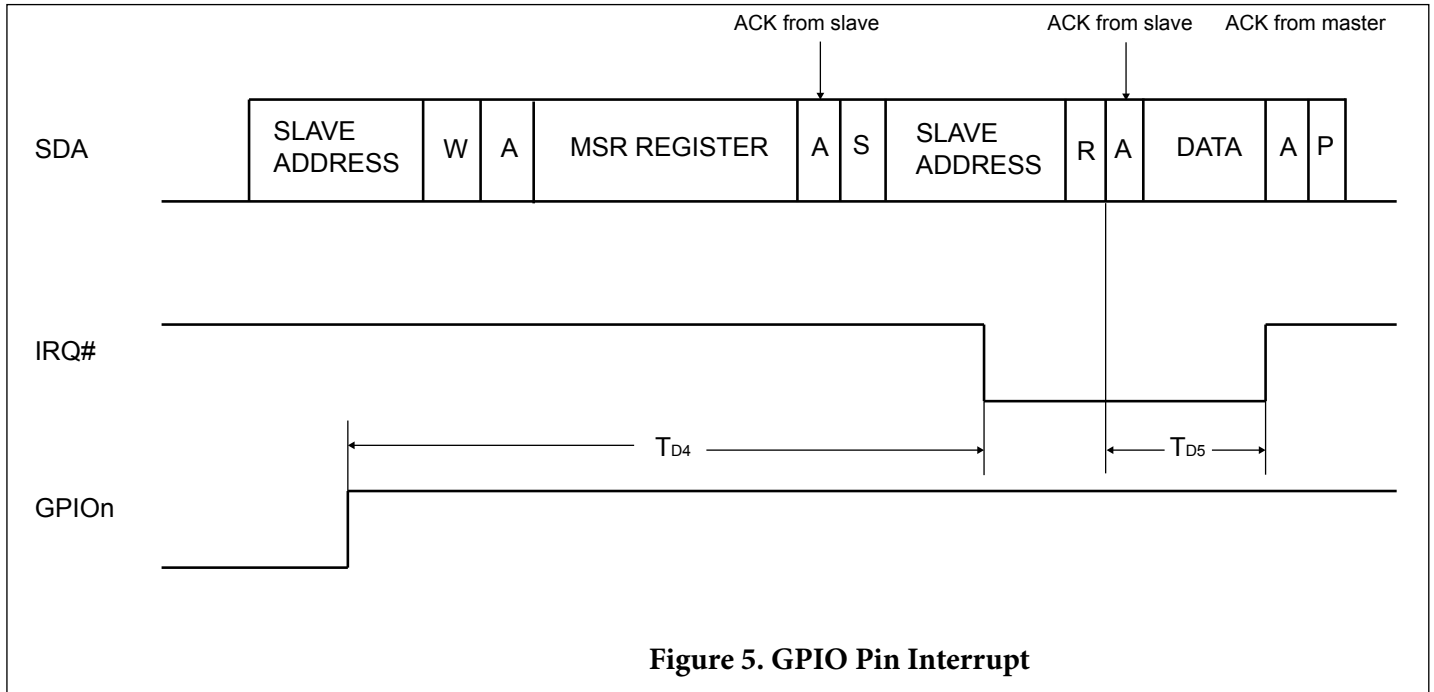 ACK from slave ACK from slave ACK from master
SDA
SLAVE ADDRESS W A MSR REGISTER A S SLAVE ADDRESS R A DATA A P
IRQ#
TD4 TD5
GPIOn
Figure 5. GPIO Pin Interrupt